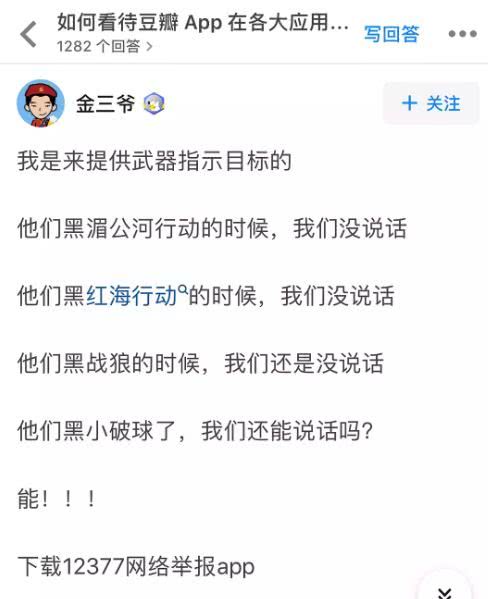 如何看待豆瓣 App 在各大应用...
1282 个回答
写回答
金三爷
+ 关注
我是来提供武器指示目标的
他们黑湄公河行动的时候，我们没说话
他们黑红海行动的时候，我们没说话
他们黑战狼的时候，我们还是没说话
他们黑小破球了，我们还能说话吗？
能！！！
下载12377网络举报app